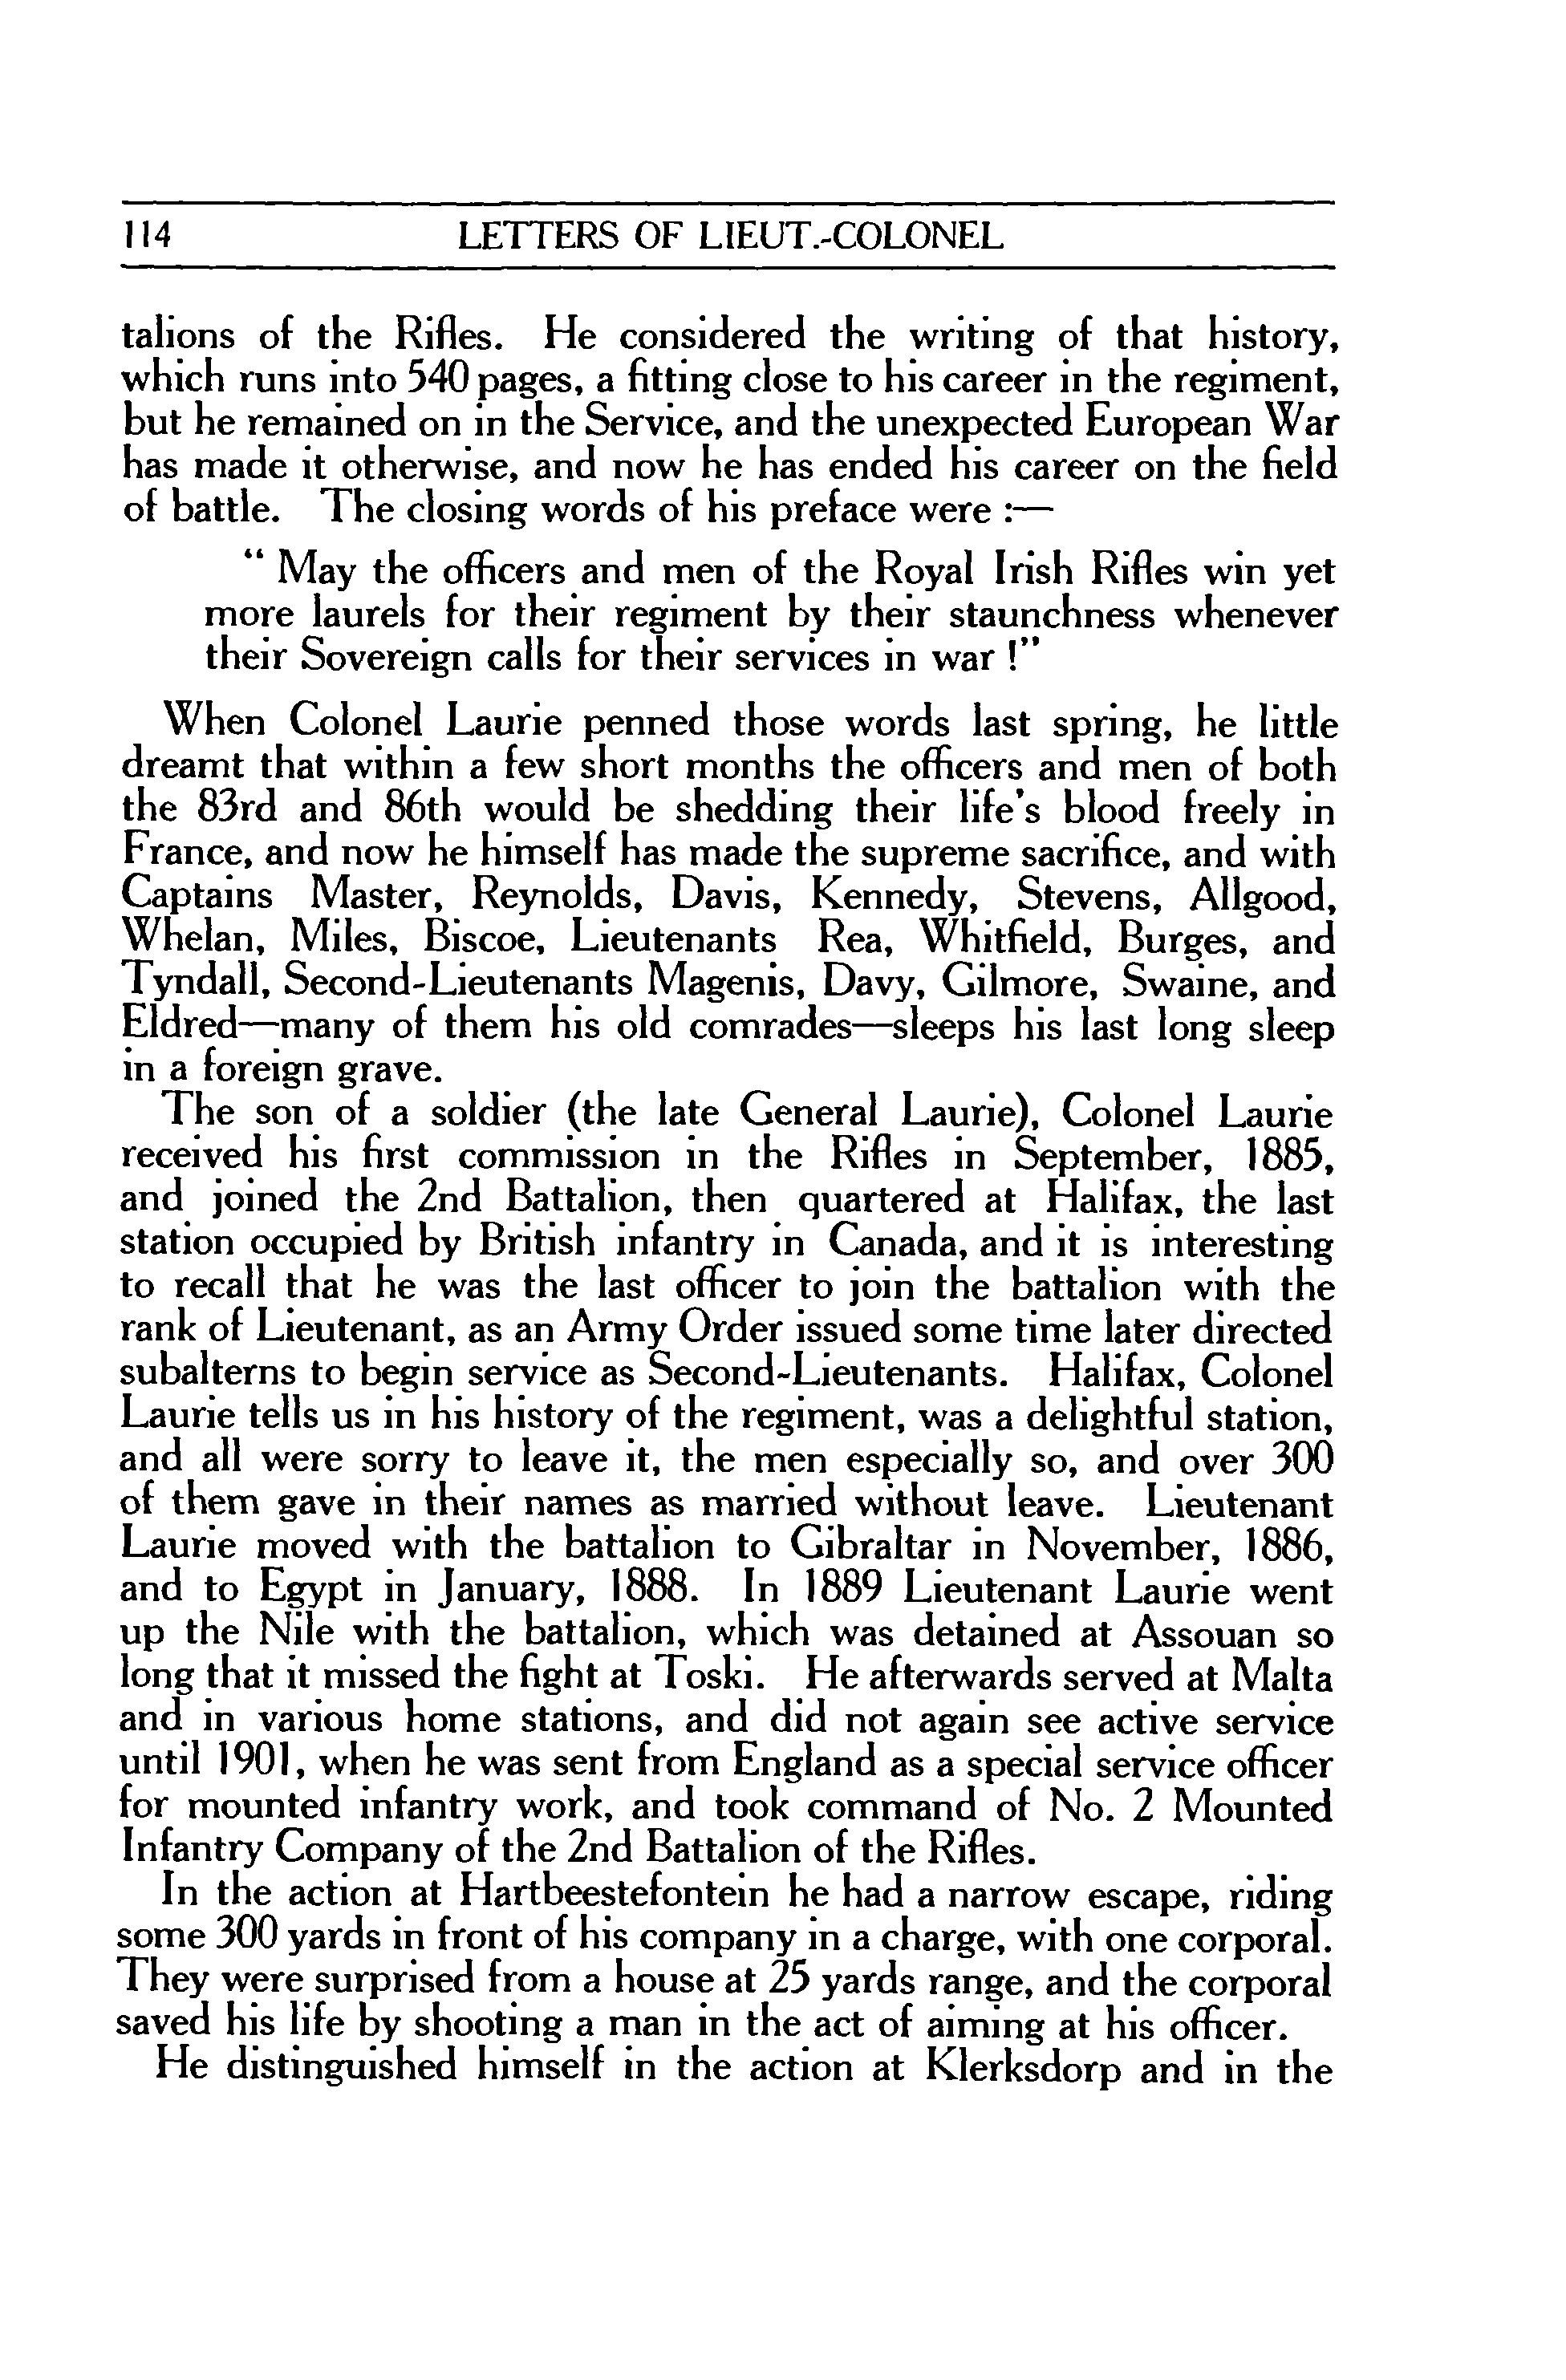 114 LETTERS OF LIEUT.-COLONEL
talions of the Rifles. He considered the writing of that history,
which runs into 540 pages, a fitting close to his career in the regiment,
but he remained on in the Service, and the unexpected European War
has made it otherwise, and now he has ended his career on the field
of battle. The closing words of his preface were :—
“ May the officers and men of the Royal Irish Rifles win yet
more laurels for their regiment by their staunchness whenever
their Sovereign calls for their services in war !”
When Colonel Laurie penned those words last spring, he little
dreamt that within a few short months the officers and men of both
the 83rd and 86th would be shedding their life’s blood freely in
France, and now he himself has made the supreme sacrifice, and with
Captains Master, Reynolds, Davis, Kennedy, Stevens, Allgood,
Whelan, Miles, Biscoe, Lieutenants Rea, Whitfield, Burges, and
Tyndall, Second-Lieutenants Magenis, Davy, Gilmore, Swaine, and
Eldred—many of them his old comrades—sleeps his last long sleep
in a foreign grave.
The son of a soldier (the late General Laurie), Colonel Laurie
received his first commission in the Rifles in September, 1885,
and joined the 2nd Battalion, then quartered at Halifax, the last
station occupied by British infantry in Canada, and it is interesting
to recall that he was the last officer to join the battalion with the
rank of Lieutenant, as an Army Order issued some time later directed
subalterns to begin service as Second-Lieutenants. Halifax, Colonel
Laurie tells us in his history of the regiment, was a delightful station,
and all were sorry to leave it, the men especially so, and over 300
of them gave in their names as married without leave. Lieutenant
Laurie moved with the battalion to Gibraltar in November, 1886,
and to Egypt in January, 1888. In 1889 Lieutenant Laurie went
up the Nile with the battalion, which was detained at Assouan so
long that it missed the fight at Toski. He afterwards served at Malta
and in various home stations, and did not again see active service
until 1901, when he was sent from England as a special service officer
for mounted infantry work, and took command of No. 2 Mounted
Infantry Company of the 2nd Battalion of the Rifles.
In the action at Hartbeestefontein he had a narrow escape, riding
some 300 yards in front of his company in a charge, with one corporal.
They were surprised from a house at 25 yards range, and the corporal
saved his life by shooting a man in the act of aiming at his officer.
He distinguished himself in the action at Klerksdorp and in the